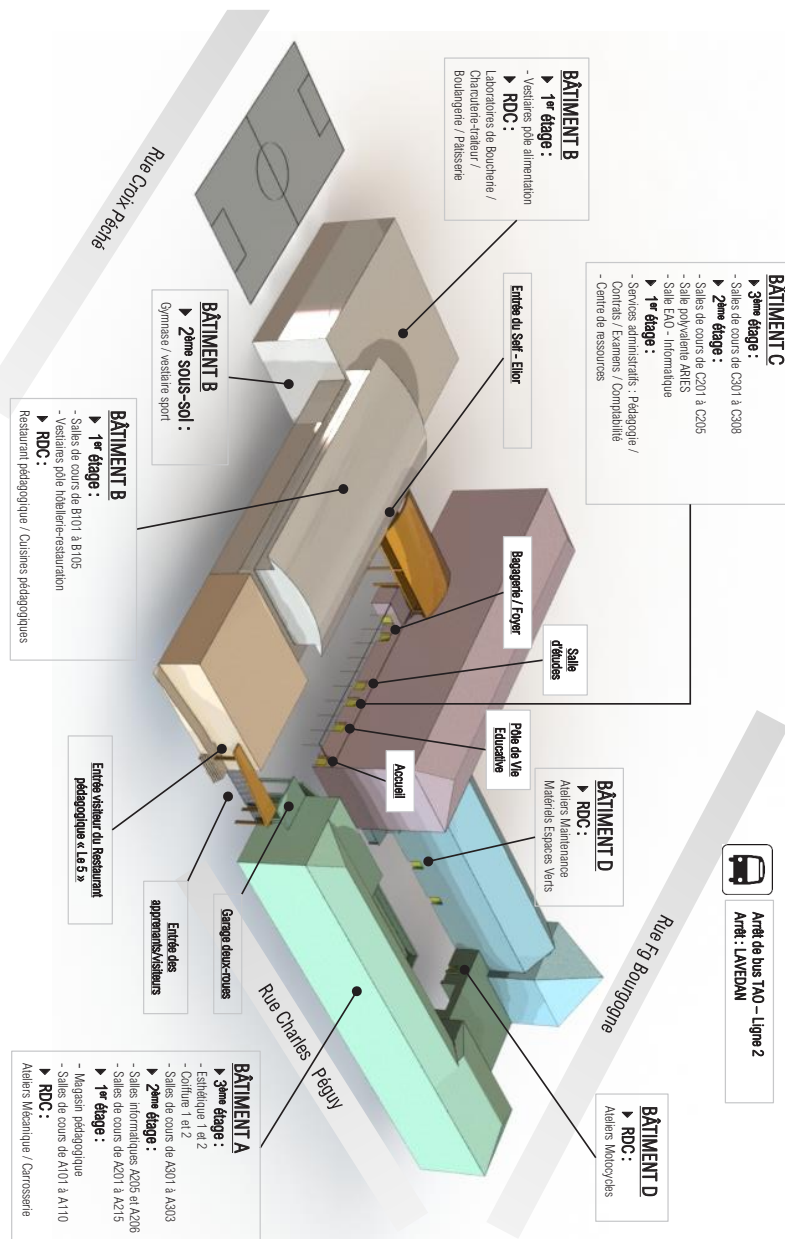 BÂTIMENT B
▶ 1er étage :
- Vestiaires pôle alimentation
▶ RDC :
Laboratoires de Boucherie /
Charcuterie-traiteur /
Boulangerie / Pâtisserie
BÂTIMENT C
▶ 3ème étage :
- Salles de cours de C301 à C308
▶ 2ème étage :
- Salles de cours de C201 à C205
- Salle polyvalente ARIES
- Salle EAO - Informatique
▶ 1er étage :
- Services administratifs : Pédagogie /
Contrats / Examens / Comptabilité
- Centre de ressources
Arrêt de bus TAO – Ligne 2
Arrêt : LAVEDAN
Rue Croix Péché
Entrée du Self – Elior
Bagagerie / Foyer
Salle
d'études
Pôle de Vie
Educative
Accueil
BÂTIMENT D
▶ RDC :
Ateliers Maintenance
Matériels Espaces Verts
Rue Fg Bourgogne
BÂTIMENT D
▶ RDC :
Ateliers Motocycles
BÂTIMENT B
▶ 2ème sous-sol :
Gymnase / vestiaire sport
BÂTIMENT B
▶ 1er étage :
- Salles de cours de B101 à B105
- Vestiaires pôle hôtellerie-restauration
▶ RDC :
Restaurant pédagogique / Cuisines pédagogiques
Entrée visiteur du Restaurant
pédagogique « Le 5 »
Entrée des
apprenants/visiteurs
Garage deux-roues
Rue Charles Péguy
BÂTIMENT A
▶ 3ème étage :
- Esthétique 1 et 2
- Coiffure 1 et 2
- Salles de cours de A301 à A303
▶ 2ème étage :
- Salles informatiques A205 et A206
- Salles de cours de A201 à A215
▶ 1er étage :
- Magasin pédagogique
- Salles de cours de A101 à A110
▶ RDC :
Ateliers Mécanique / Carrosserie